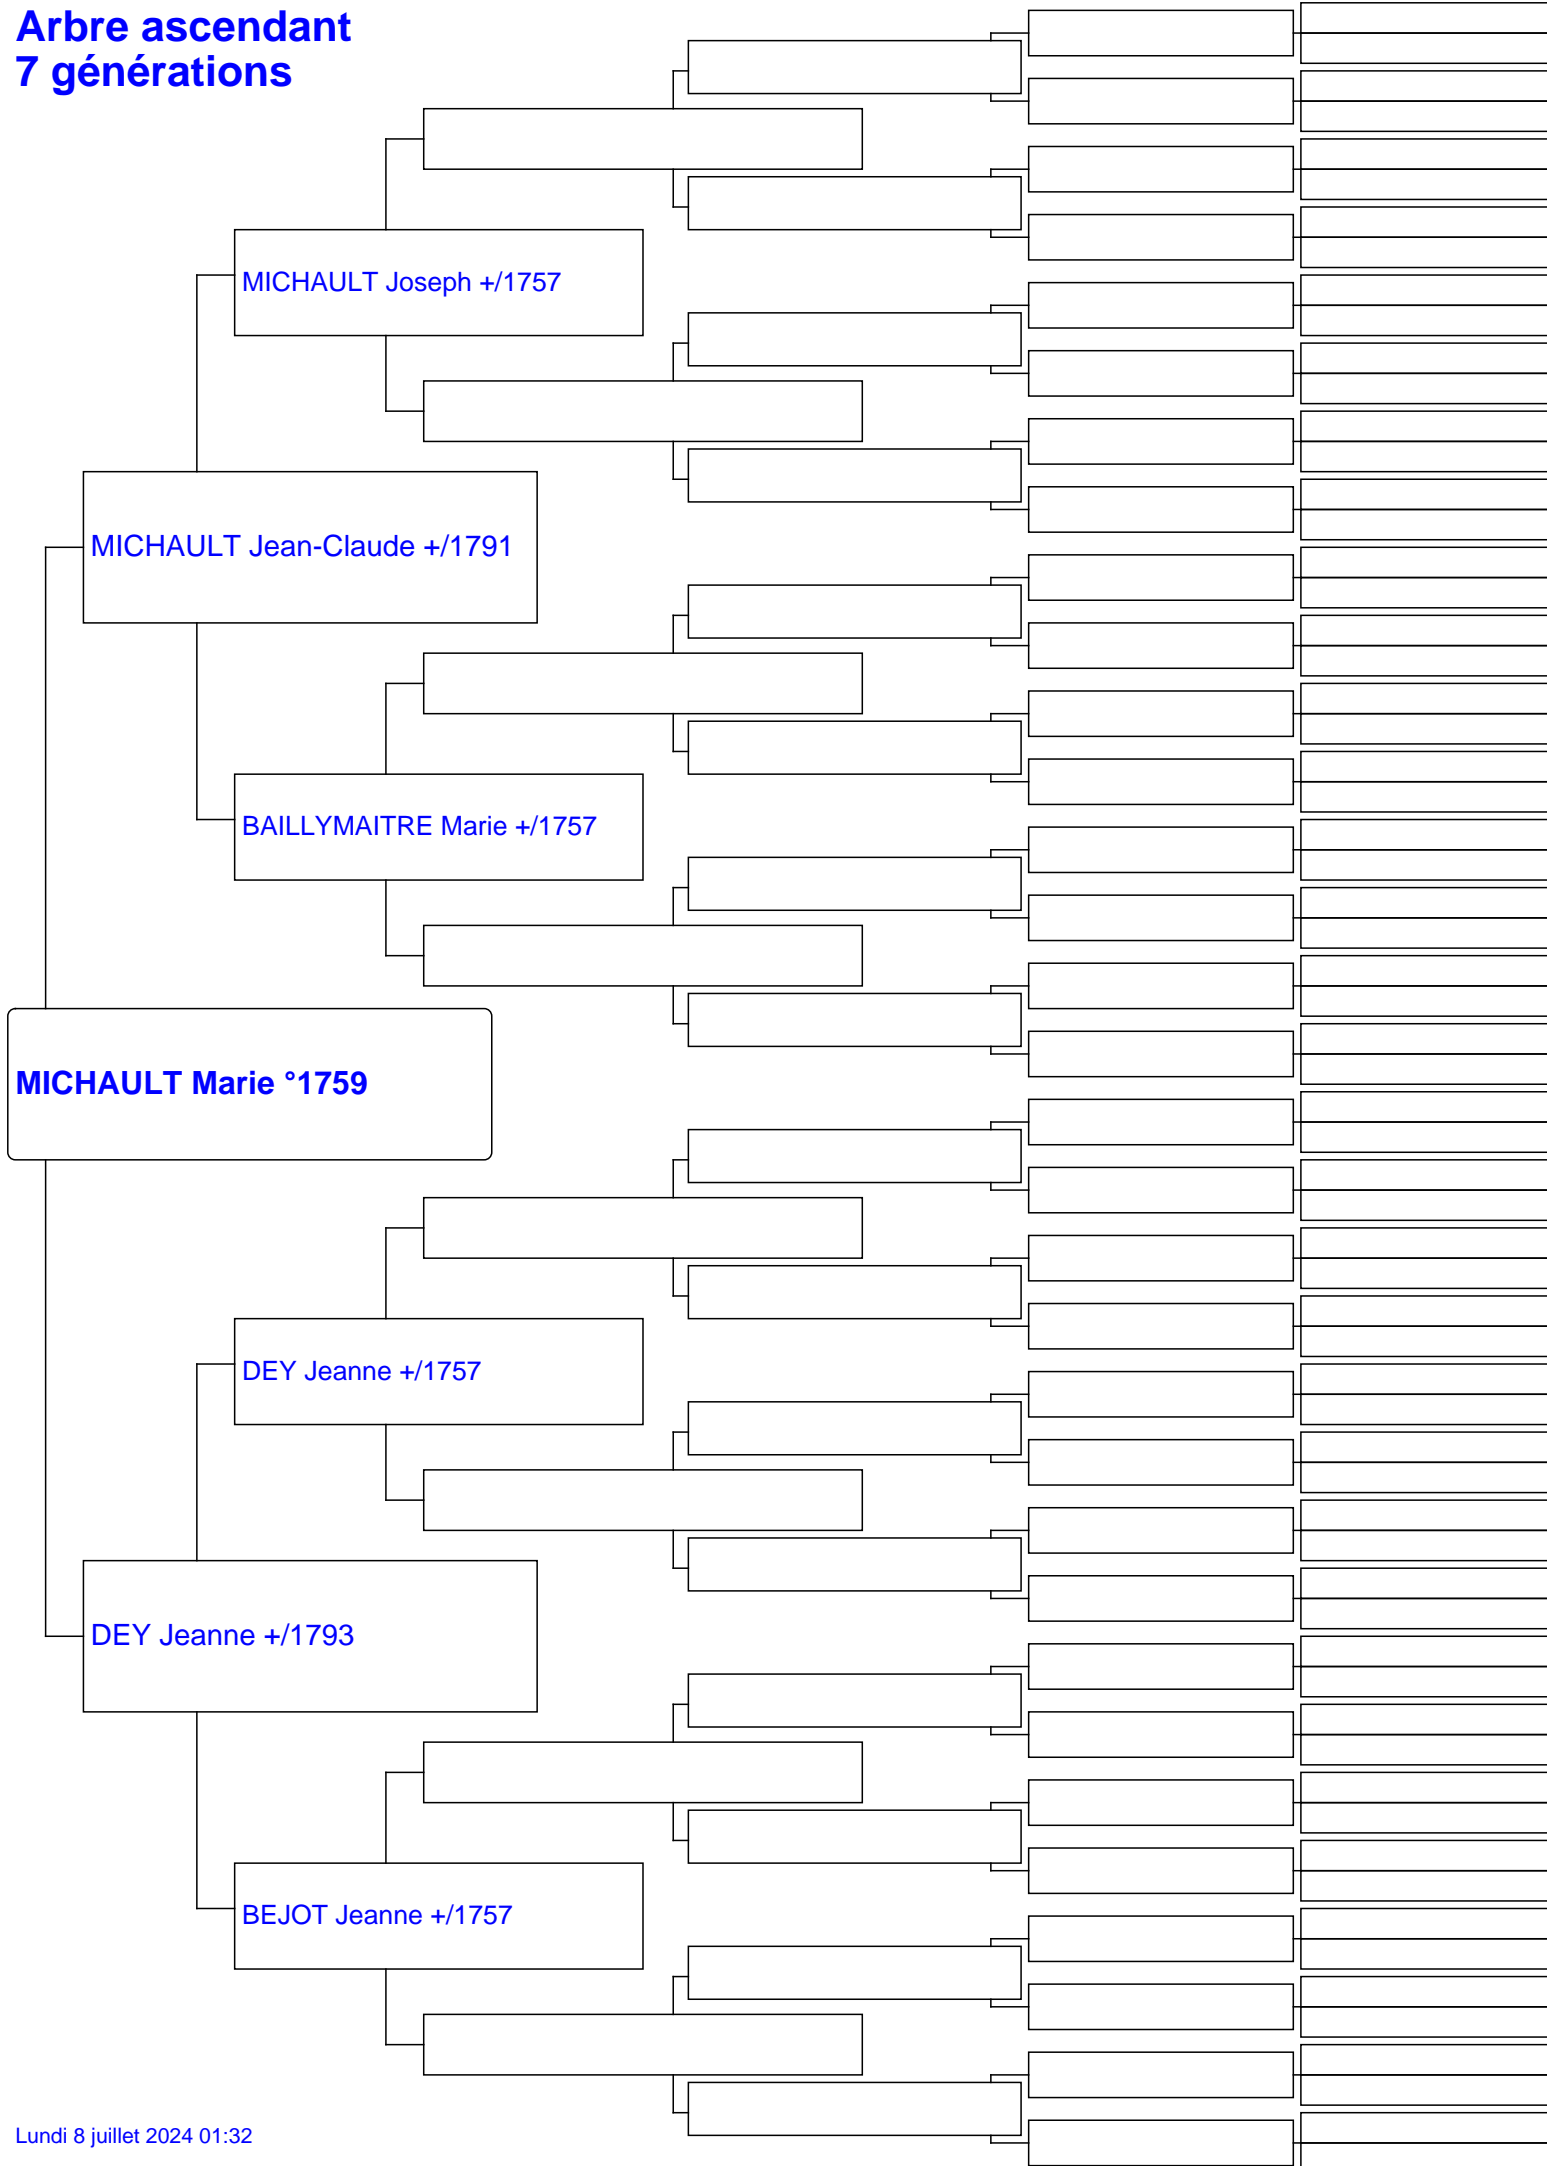 Arbre ascendant
7 générations
MICHAULT Joseph +/1757
MICHAULT Jean-Claude +/1791
BAILLYMAITRE Marie +/1757
MICHAULT Marie °1759
DEY Jeanne +/1757
DEY Jeanne +/1793
BEJOT Jeanne +/1757
Lundi 8 juillet 2024 01:32